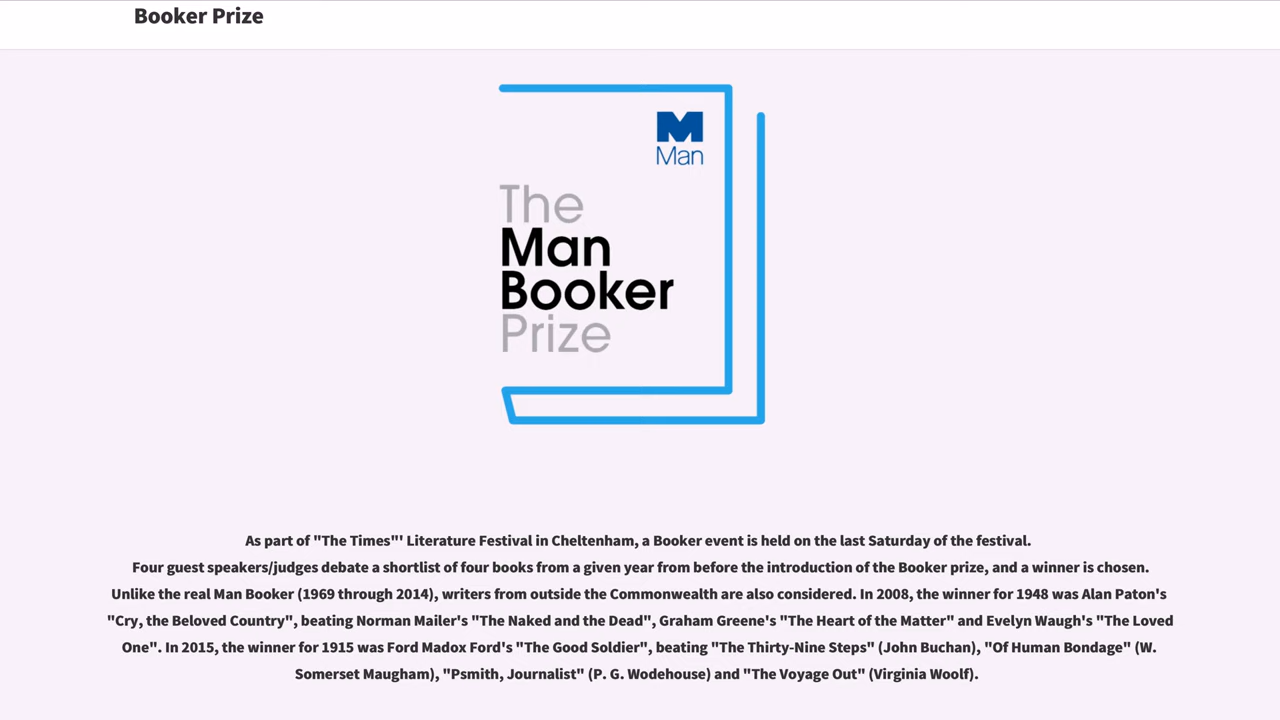 Booker Prize
M
Man
The
Man
Booker
Prize
As part of "The Times"' Literature Festival in Cheltenham, a Booker event is held on the last Saturday of the festival.
Four guest speakers/judges debate a shortlist of four books from a given year from before the introduction of the Booker prize, and a winner is chosen.
Unlike the real Man Booker (1969 through 2014), writers from outside the Commonwealth are also considered. In 2008, the winner for 1948 was Alan Paton's
"Cry, the Beloved Country", beating Norman Mailer's "The Naked and the Dead", Graham Greene's "The Heart of the Matter" and Evelyn Waugh's "The Loved
One". In 2015, the winner for 1915 was Ford Madox Ford's "The Good Soldier", beating "The Thirty-Nine Steps" (John Buchan), "Of Human Bondage" (W.
Somerset Maugham), "Psmith, Journalist" (P. G. Wodehouse) and "The Voyage Out" (Virginia Woolf).